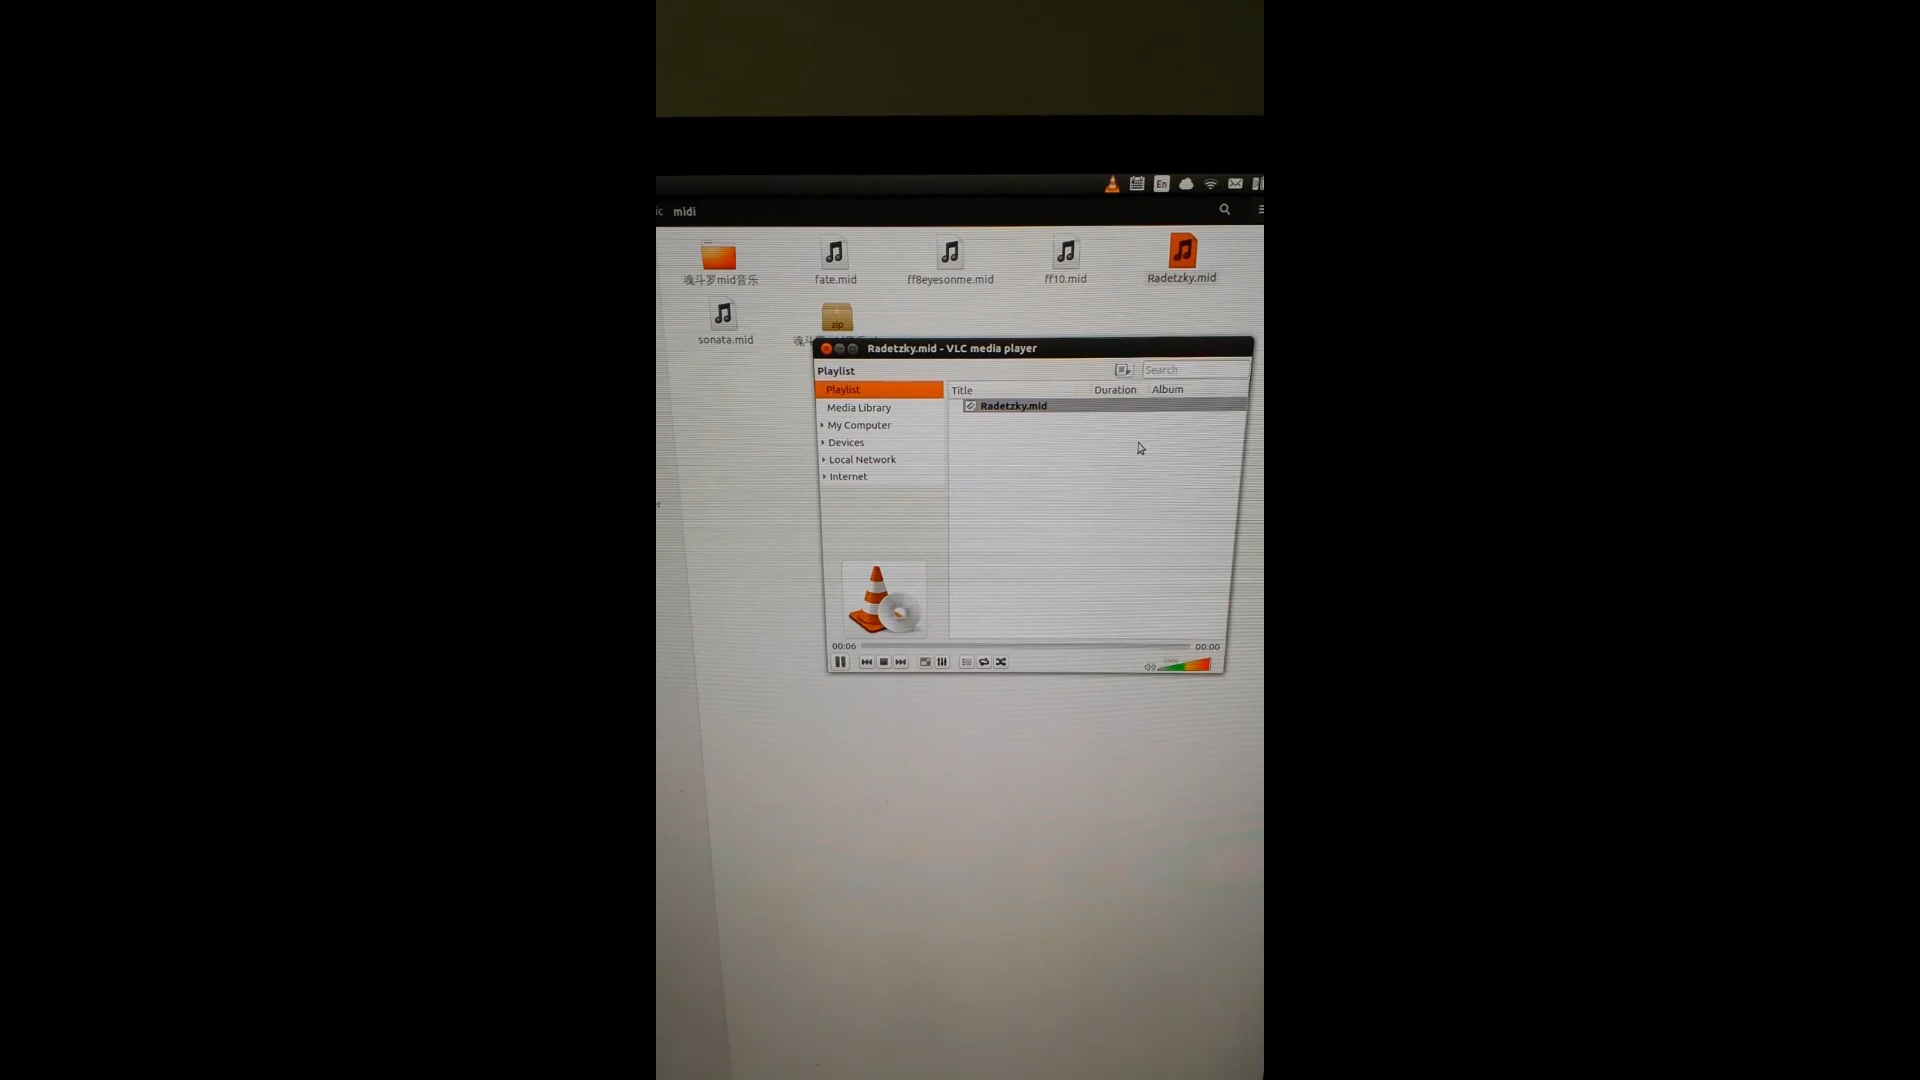 En
ic midi
魂斗罗mid音乐
fate.mid
ff8eyesonme.mid
ff10.mid
Radetzky.mid
sonata.mid
zip
Radetzky.mid - VLC media player
Playlist
Search
Playlist
Title Duration Album
Radetzky.mid
Media Library
My Computer
Devices
Local Network
Internet
00:06
00:00